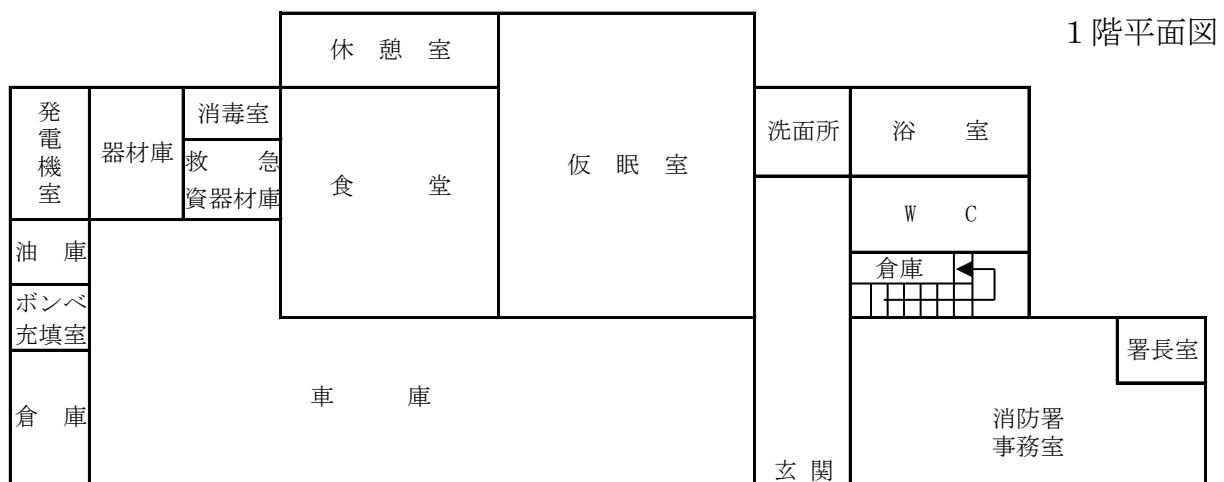 1階平面図
休憩室
発電機室
器材庫
消毒室
救急
資器材庫
食堂
仮眠室
洗面所
浴室
WC
倉庫
油庫
ボンベ
充填室
倉庫
車庫
玄関
署長室
消防署
事務室